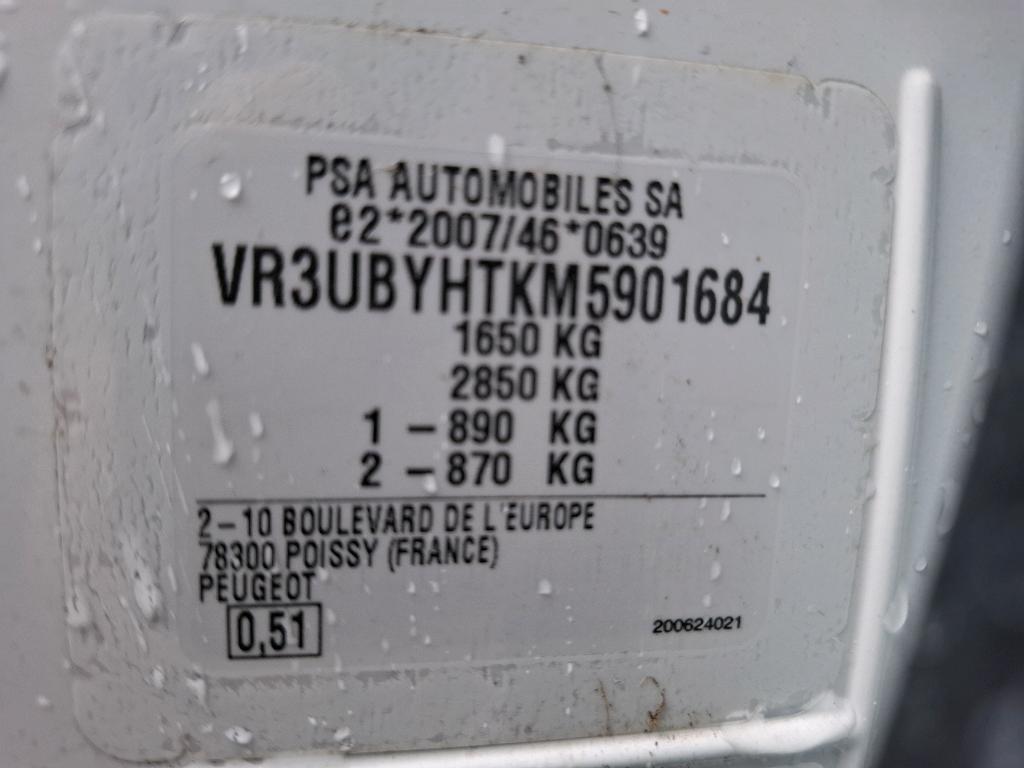 PSA AUTOMOBILES SA
e2*2007/46*0639
VR3UBYHTKM5901684
1650 KG
2850 KG
1 - 890 KG
2 - 870 KG
2-10 BOULEVARD DE L'EUROPE
78300 POISSY (FRANCE)
PEUGEOT
0,51
200624021